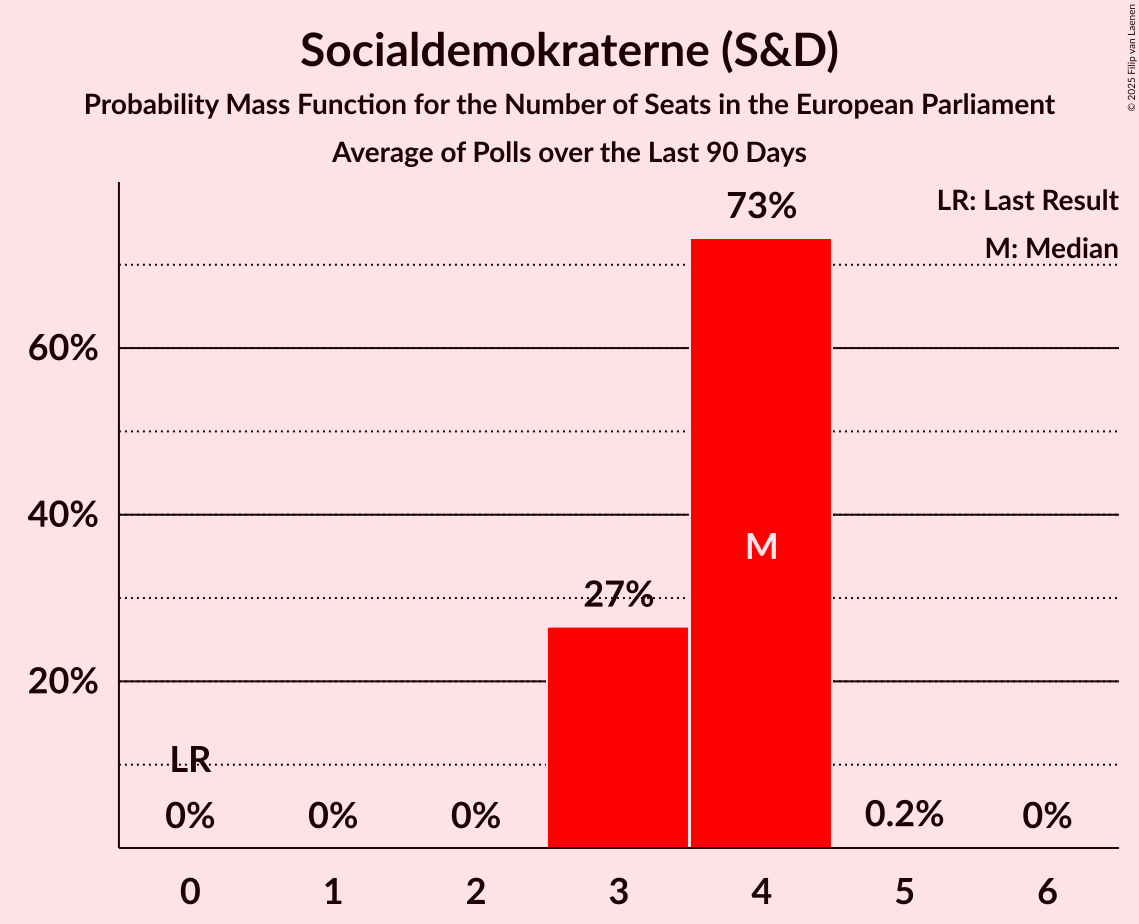 Socialdemokraterne (S&D)
Probability Mass Function for the Number of Seats in the European Parliament
Average of Polls over the Last 90 Days
© 2025 Filip van Laenen
LR: Last Result
M: Median
73%
60%
40%
M
27%
20%
LR
0%
0%
0%
0.2%
0%
0
1
2
3
4
5
6